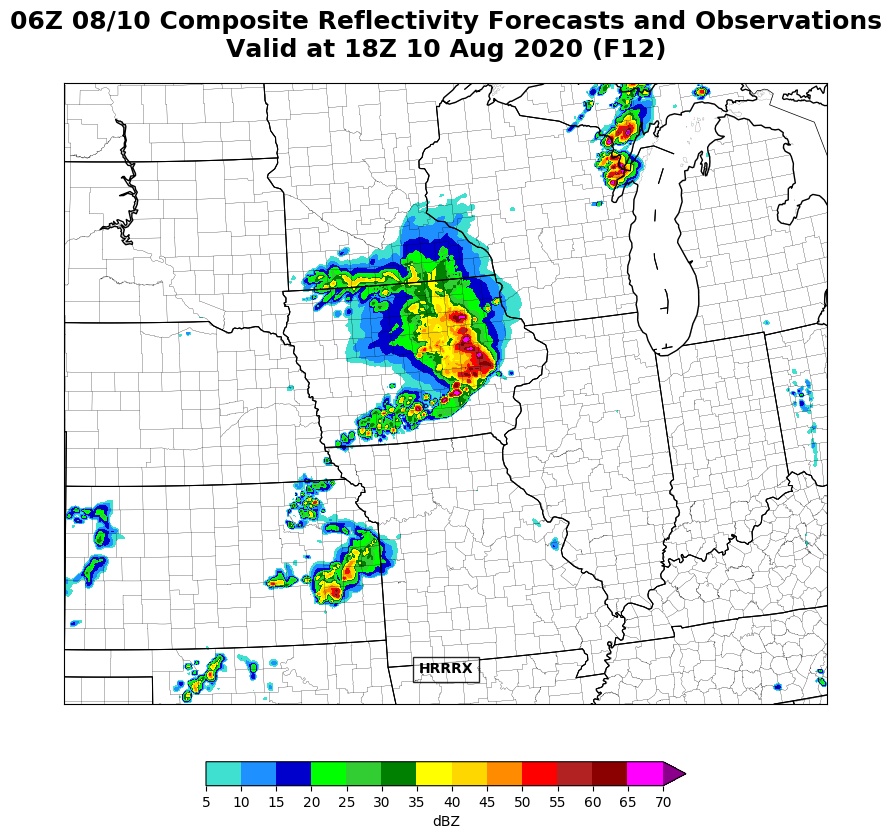 06Z 08/10 Composite Reflectivity Forecasts and Observations
Valid at 18Z 10 Aug 2020 (F12)
HRRRX
5 10 15 20 25 30 35 40 45 50 55 60 65 70
dBZ